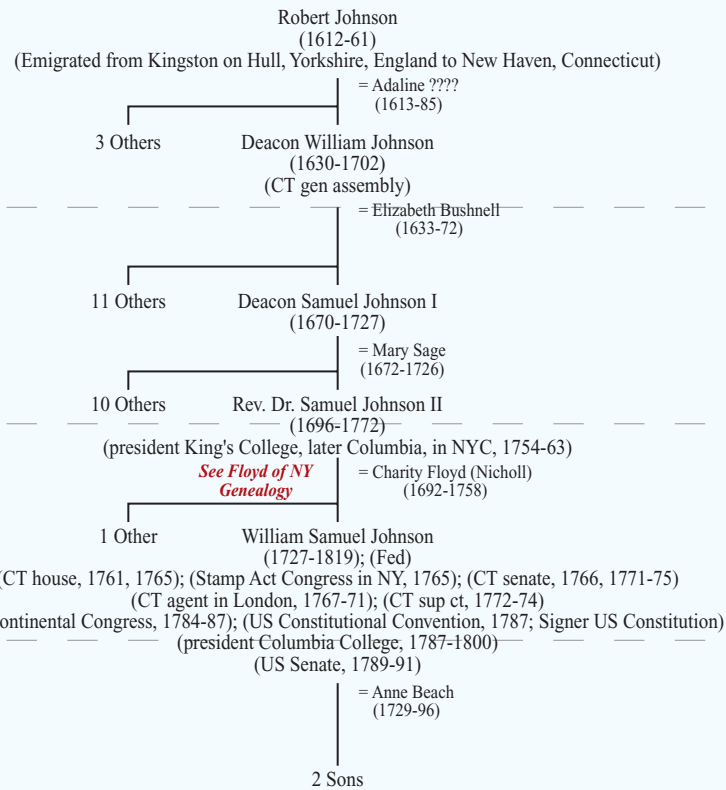 Robert Johnson
(1612-61)
(Emigrated from Kingston on Hull, Yorkshire, England to New Haven, Connecticut)
= Adaline ????
(1613-85)
3 Others
Deacon William Johnson
(1630-1702)
(CT gen assembly)
= Elizabeth Bushnell
(1633-72)
11 Others
Deacon Samuel Johnson I
(1670-1727)
= Mary Sage
(1672-1726)
10 Others
Rev. Dr. Samuel Johnson II
(1696-1772)
(president King's College, later Columbia, in NYC, 1754-63)
See Floyd of NY
Genealogy
= Charity Floyd (Nicholl)
(1692-1758)
1 Other
William Samuel Johnson
(1727-1819); (Fed)
(CT house, 1761, 1765); (Stamp Act Congress in NY, 1765); (CT senate, 1766, 1771-75)
(CT agent in London, 1767-71); (CT sup ct, 1772-74)
ontinental Congress, 1784-87); (US Constitutional Convention, 1787; Signer US Constitution)
(president Columbia College, 1787-1800)
(US Senate, 1789-91)
= Anne Beach
(1729-96)
2 Sons